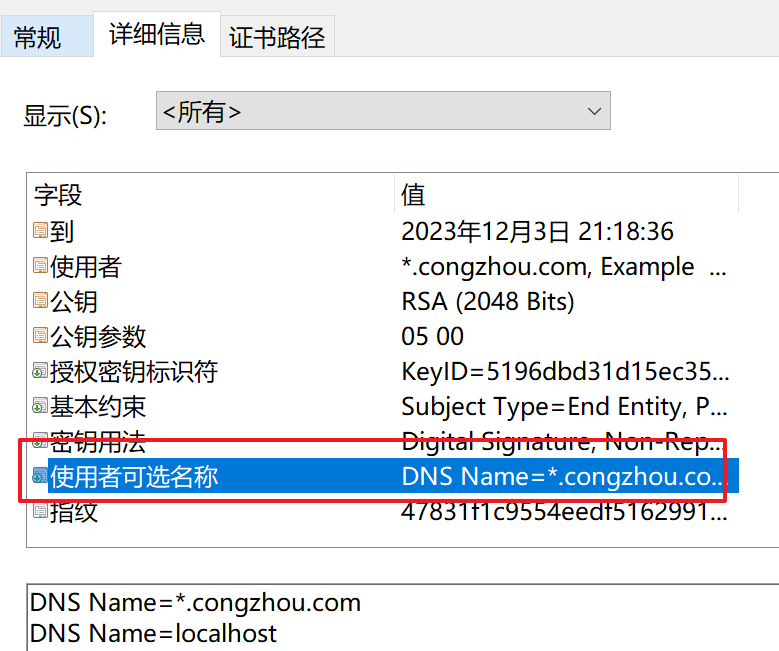 常规 详细信息 证书路径
显示(S): <所有>
字段 值
到 2023年12月3日 21:18:36
使用者 *.congzhou.com, Example ...
公钥 RSA (2048 Bits)
公钥参数 05 00
授权密钥标识符 KeyID=5196dbd31d15ec35...
基本约束 Subject Type=End Entity, P...
密钥用法 Digital Signature, Non-Rep...
使用者可选名称 DNS Name=*.congzhou.co...
指纹 47831f1c9554eedf5162991...
DNS Name=*.congzhou.com
DNS Name=localhost